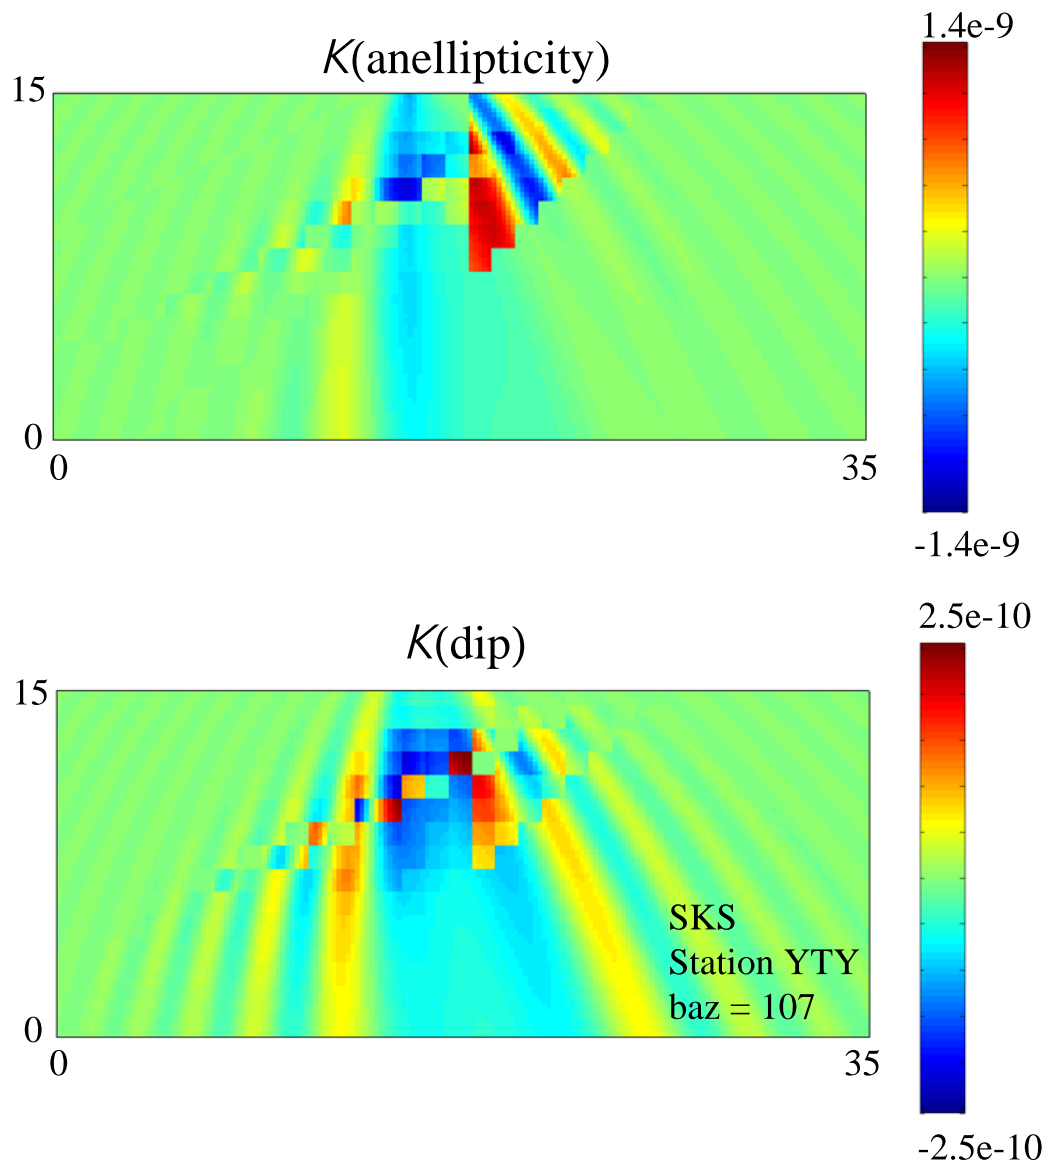 1.4e-9
K(anellipticity)
15
0
0
35
-1.4e-9
2.5e-10
K(dip)
15
SKS
Station YTY
baz = 107
0
0
35
-2.5e-10